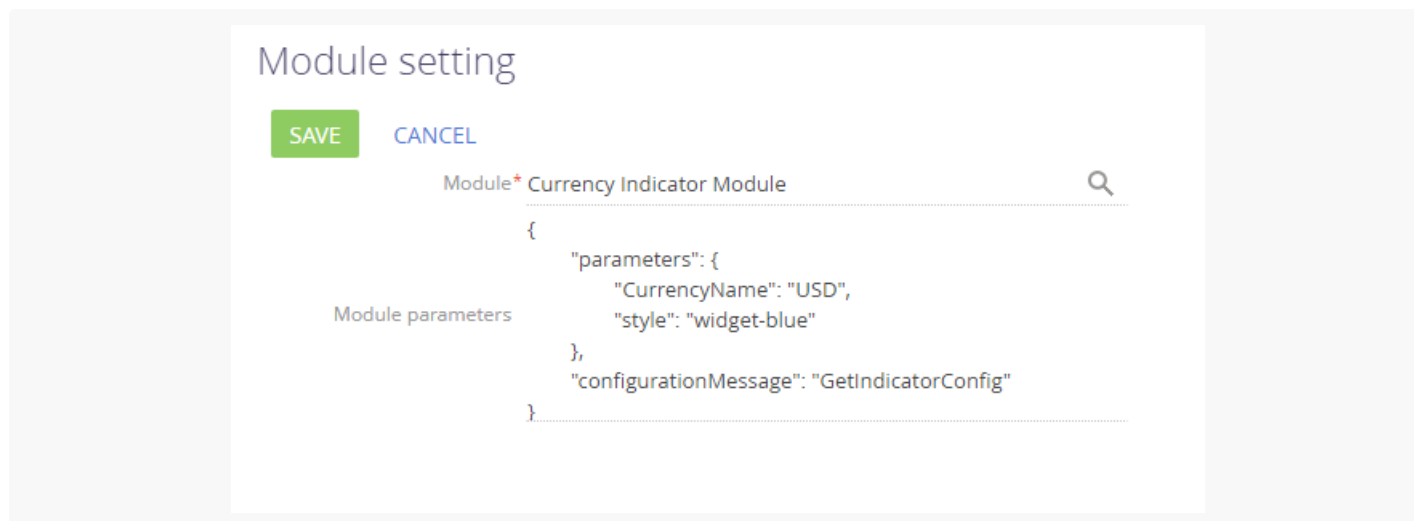 Module setting
SAVE CANCEL
Module* Currency Indicator Module
{
"parameters": {
"CurrencyName": "USD",
Module parameters "style": "widget-blue"
},
"configurationMessage": "GetIndicatorConfig"
}